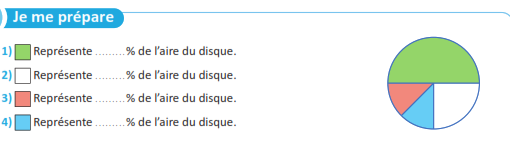 Je me prépare
1) Représente .........% de l'aire du disque.
2) Représente .........% de l'aire du disque.
3) Représente .........% de l'aire du disque.
4) Représente .........% de l'aire du disque.